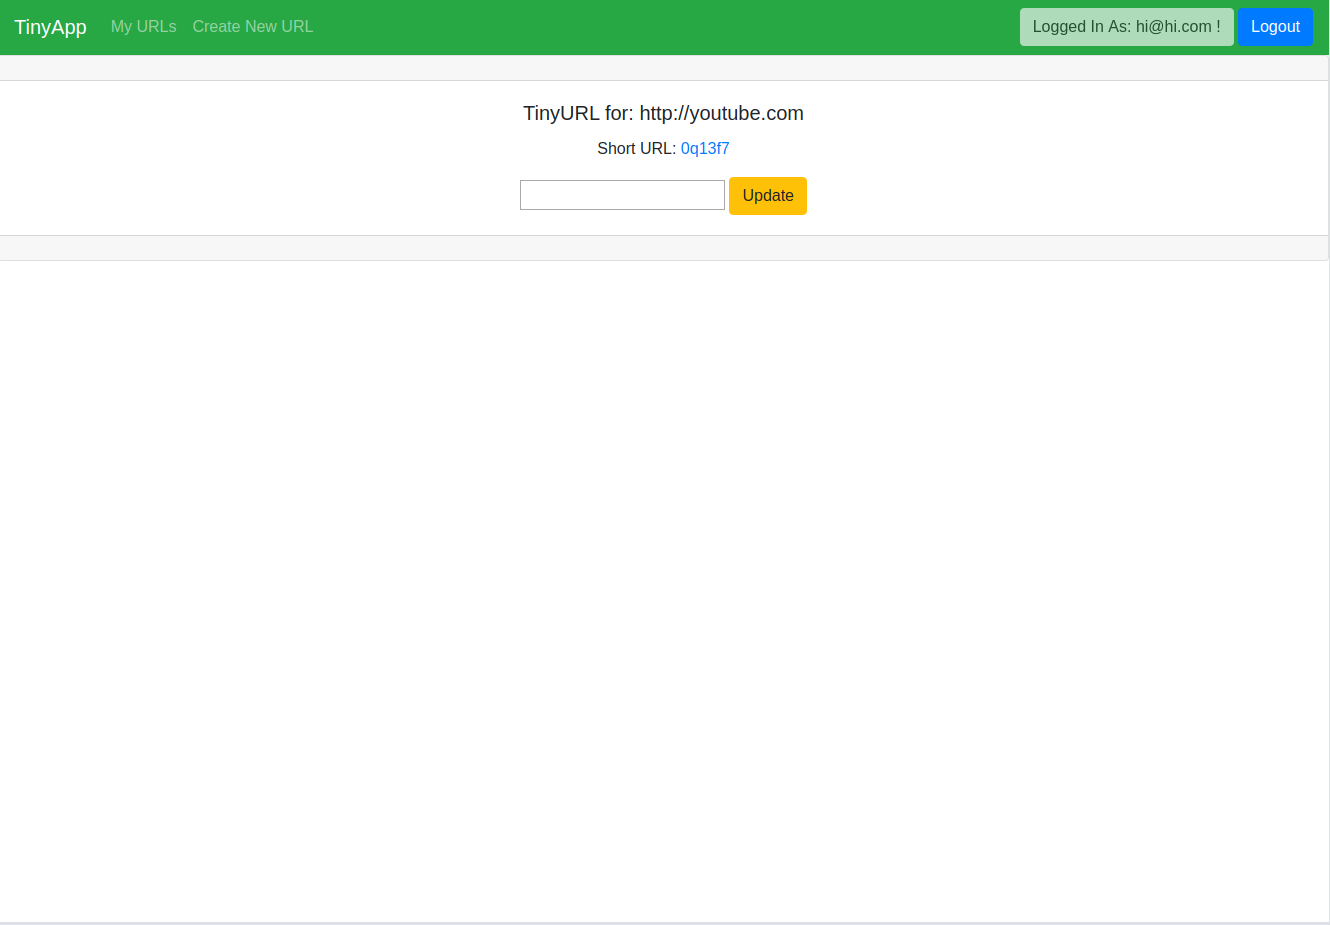 TinyApp My URLs Create New URL Logged In As: hi@hi.com ! Logout
TinyURL for: http://youtube.com
Short URL: 0q13f7
Update